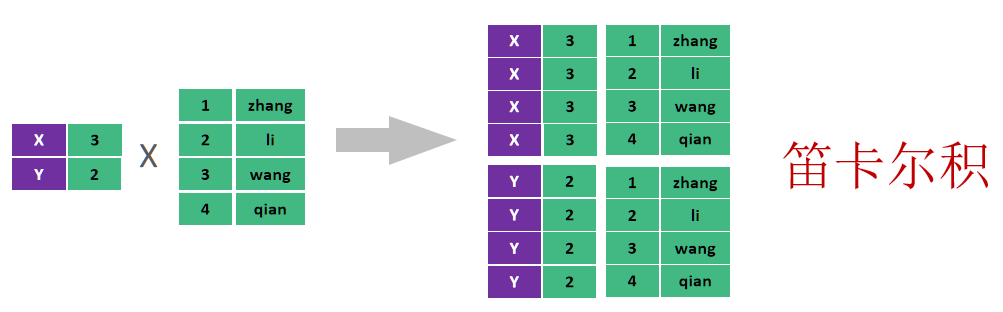 X 3
Y 2
X
1 zhang
2 li
3 wang
4 qian
X 3 1 zhang
X 3 2 li
X 3 3 wang
X 3 4 qian
Y 2 1 zhang
Y 2 2 li
Y 2 3 wang
Y 2 4 qian
笛卡尔积